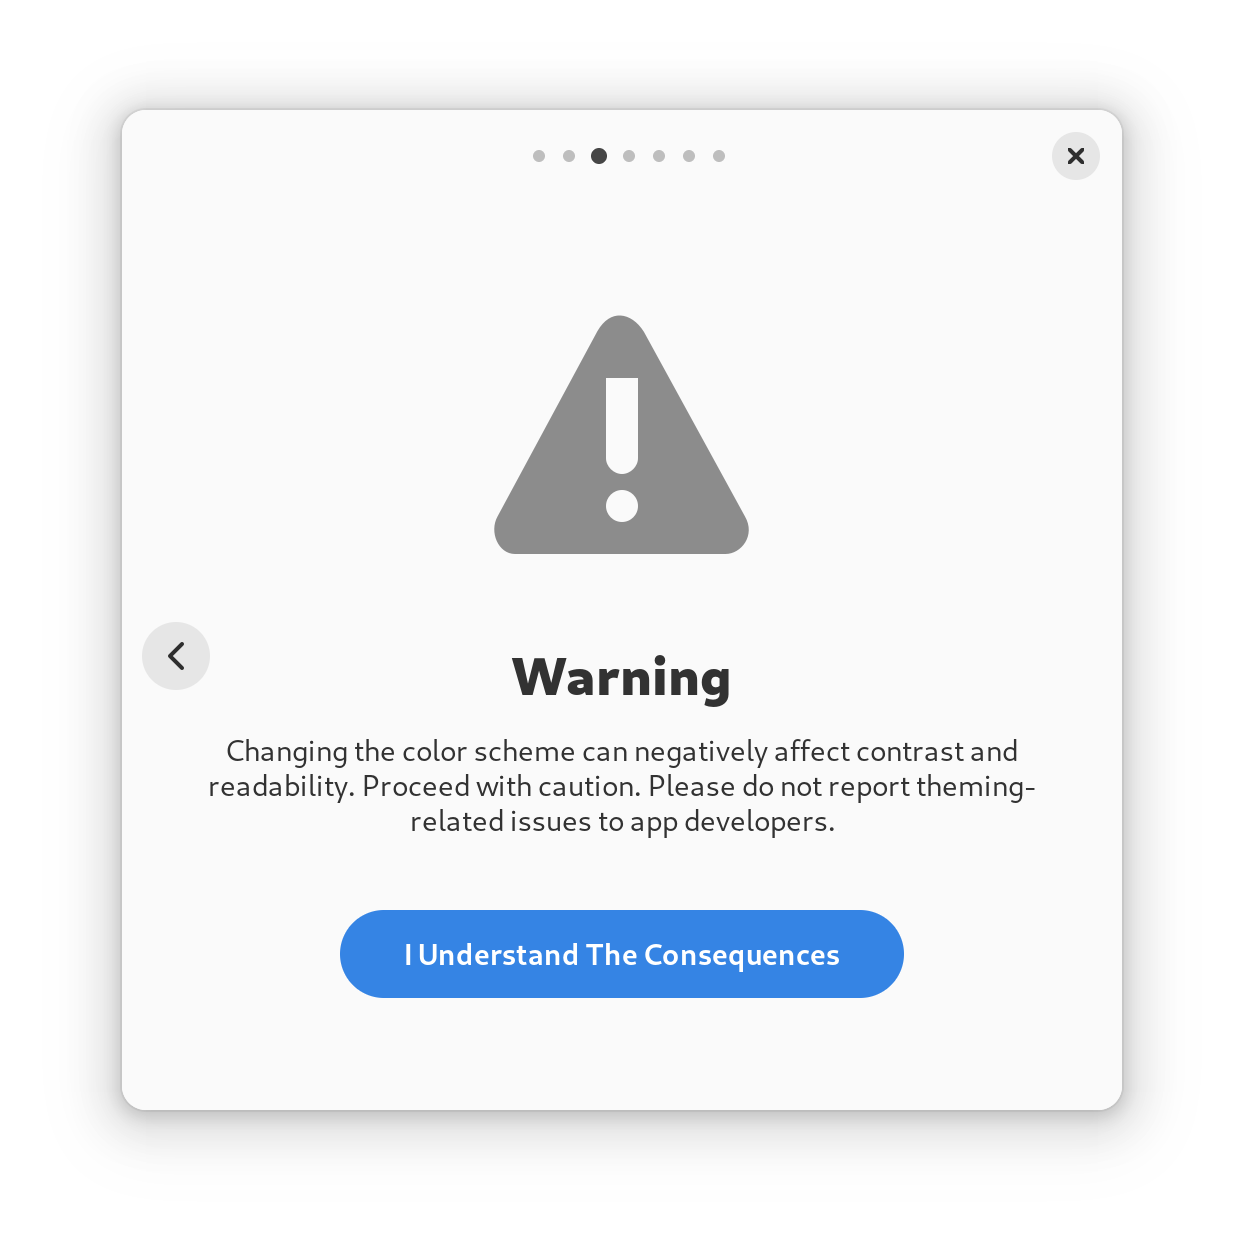 Warning
Changing the color scheme can negatively affect contrast and
readability. Proceed with caution. Please do not report theming-
related issues to app developers.
I Understand The Consequences